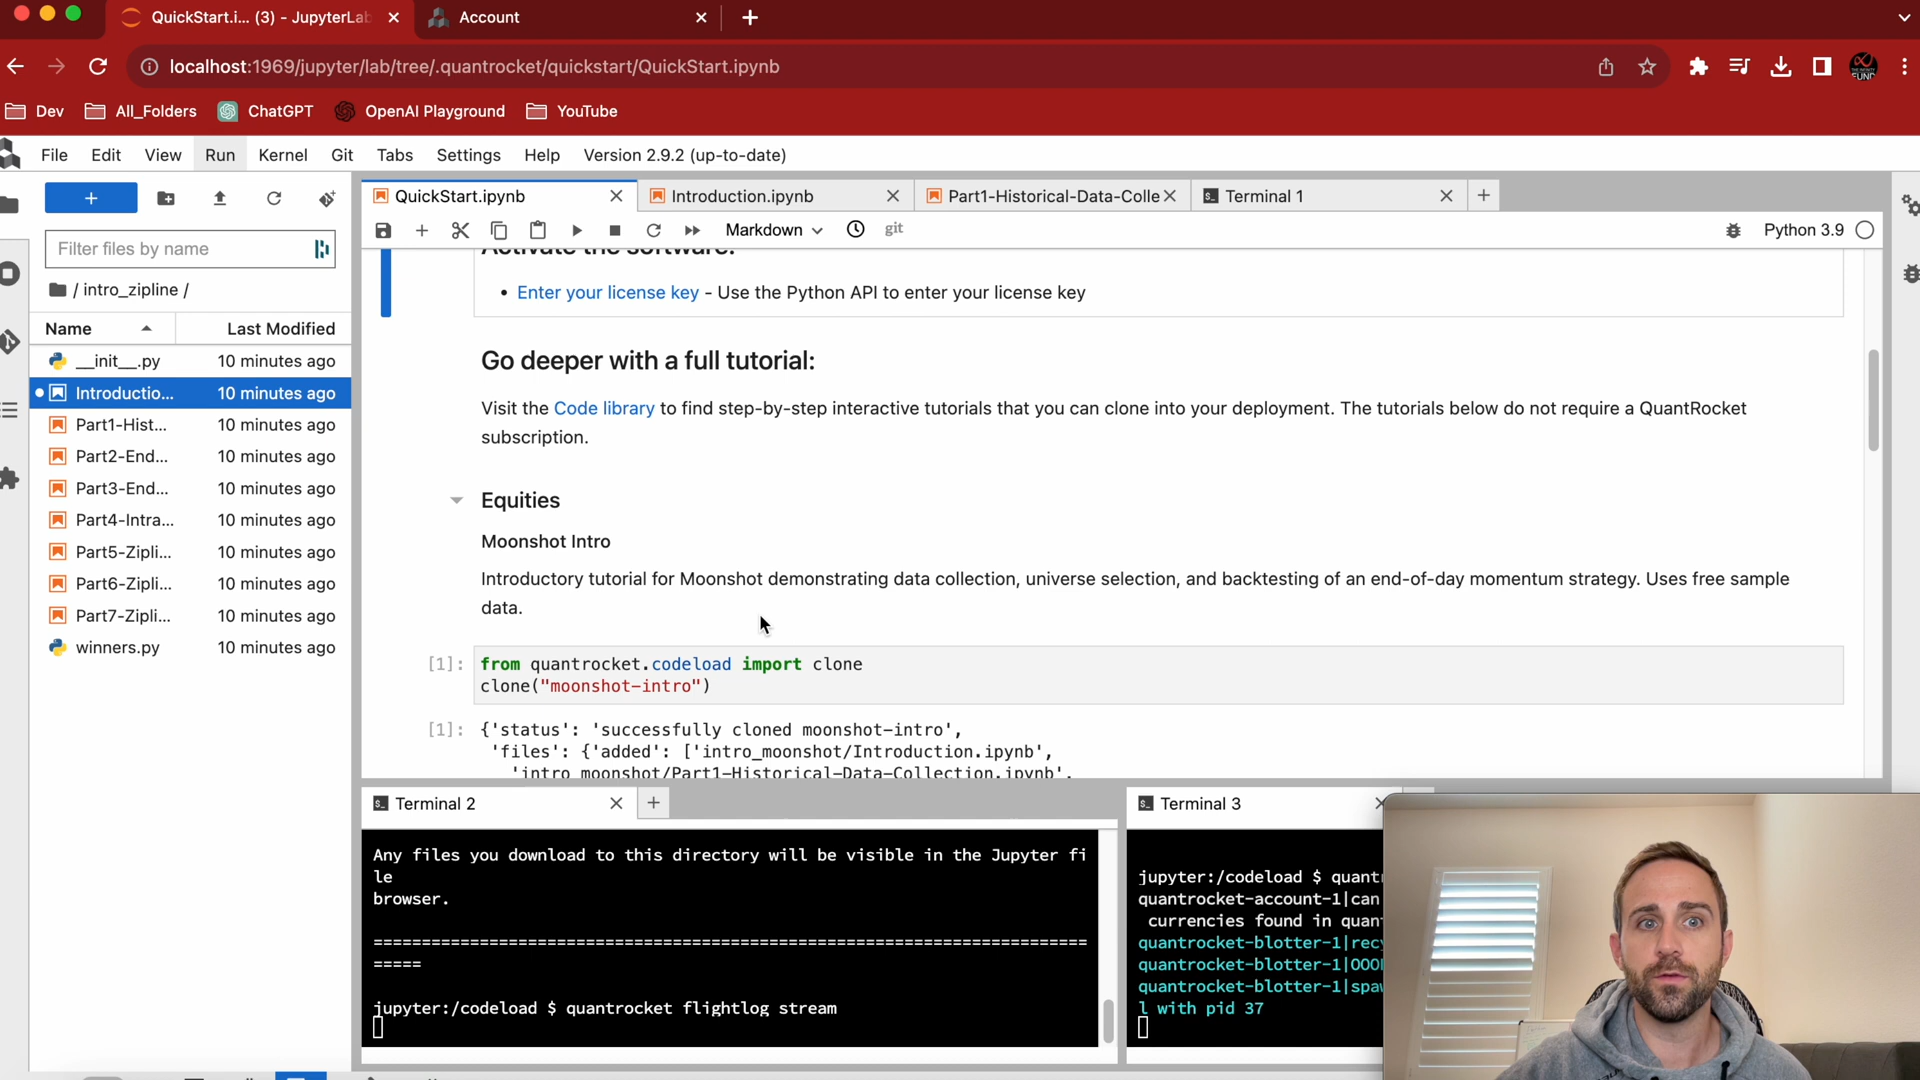 QuickStart.i... (3) - JupyterLab
Account
localhost:1969/jupyter/lab/tree/.quantrocket/quickstart/QuickStart.ipynb
Dev
All_Folders
ChatGPT
OpenAI Playground
YouTube
File Edit View Run Kernel Git Tabs Settings Help Version 2.9.2 (up-to-date)
QuickStart.ipynb
Introduction.ipynb
Part1-Historical-Data-Colle
Terminal 1
Markdown
git
Python 3.9
Filter files by name
/ intro_zipline /
Name Last Modified
__init__.py 10 minutes ago
Introductio... 10 minutes ago
Part1-Hist... 10 minutes ago
Part2-End... 10 minutes ago
Part3-End... 10 minutes ago
Part4-Intra... 10 minutes ago
Part5-Zipli... 10 minutes ago
Part6-Zipli... 10 minutes ago
Part7-Zipli... 10 minutes ago
winners.py 10 minutes ago
Activate the software:
• Enter your license key - Use the Python API to enter your license key
Go deeper with a full tutorial:
Visit the Code library to find step-by-step interactive tutorials that you can clone into your deployment. The tutorials below do not require a QuantRocket
subscription.
Equities
Moonshot Intro
Introductory tutorial for Moonshot demonstrating data collection, universe selection, and backtesting of an end-of-day momentum strategy. Uses free sample
data.
[1]: from quantrocket.codeload import clone
clone("moonshot-intro")
[1]: {'status': 'successfully cloned moonshot-intro',
'files': {'added': ['intro_moonshot/Introduction.ipynb',
'intro_moonshot/Part1-Historical-Data-Collection.ipynb',
Terminal 2
Any files you download to this directory will be visible in the Jupyter fi
le
browser.
==========================================================================
=====
jupyter:/codeload $ quantrocket flightlog stream
Terminal 3
jupyter:/codeload $ quant
quantrocket-account-1|can
currencies found in quan
quantrocket-blotter-1|rec
quantrocket-blotter-1|
quantrocket-blotter-1|spa
l with pid 37